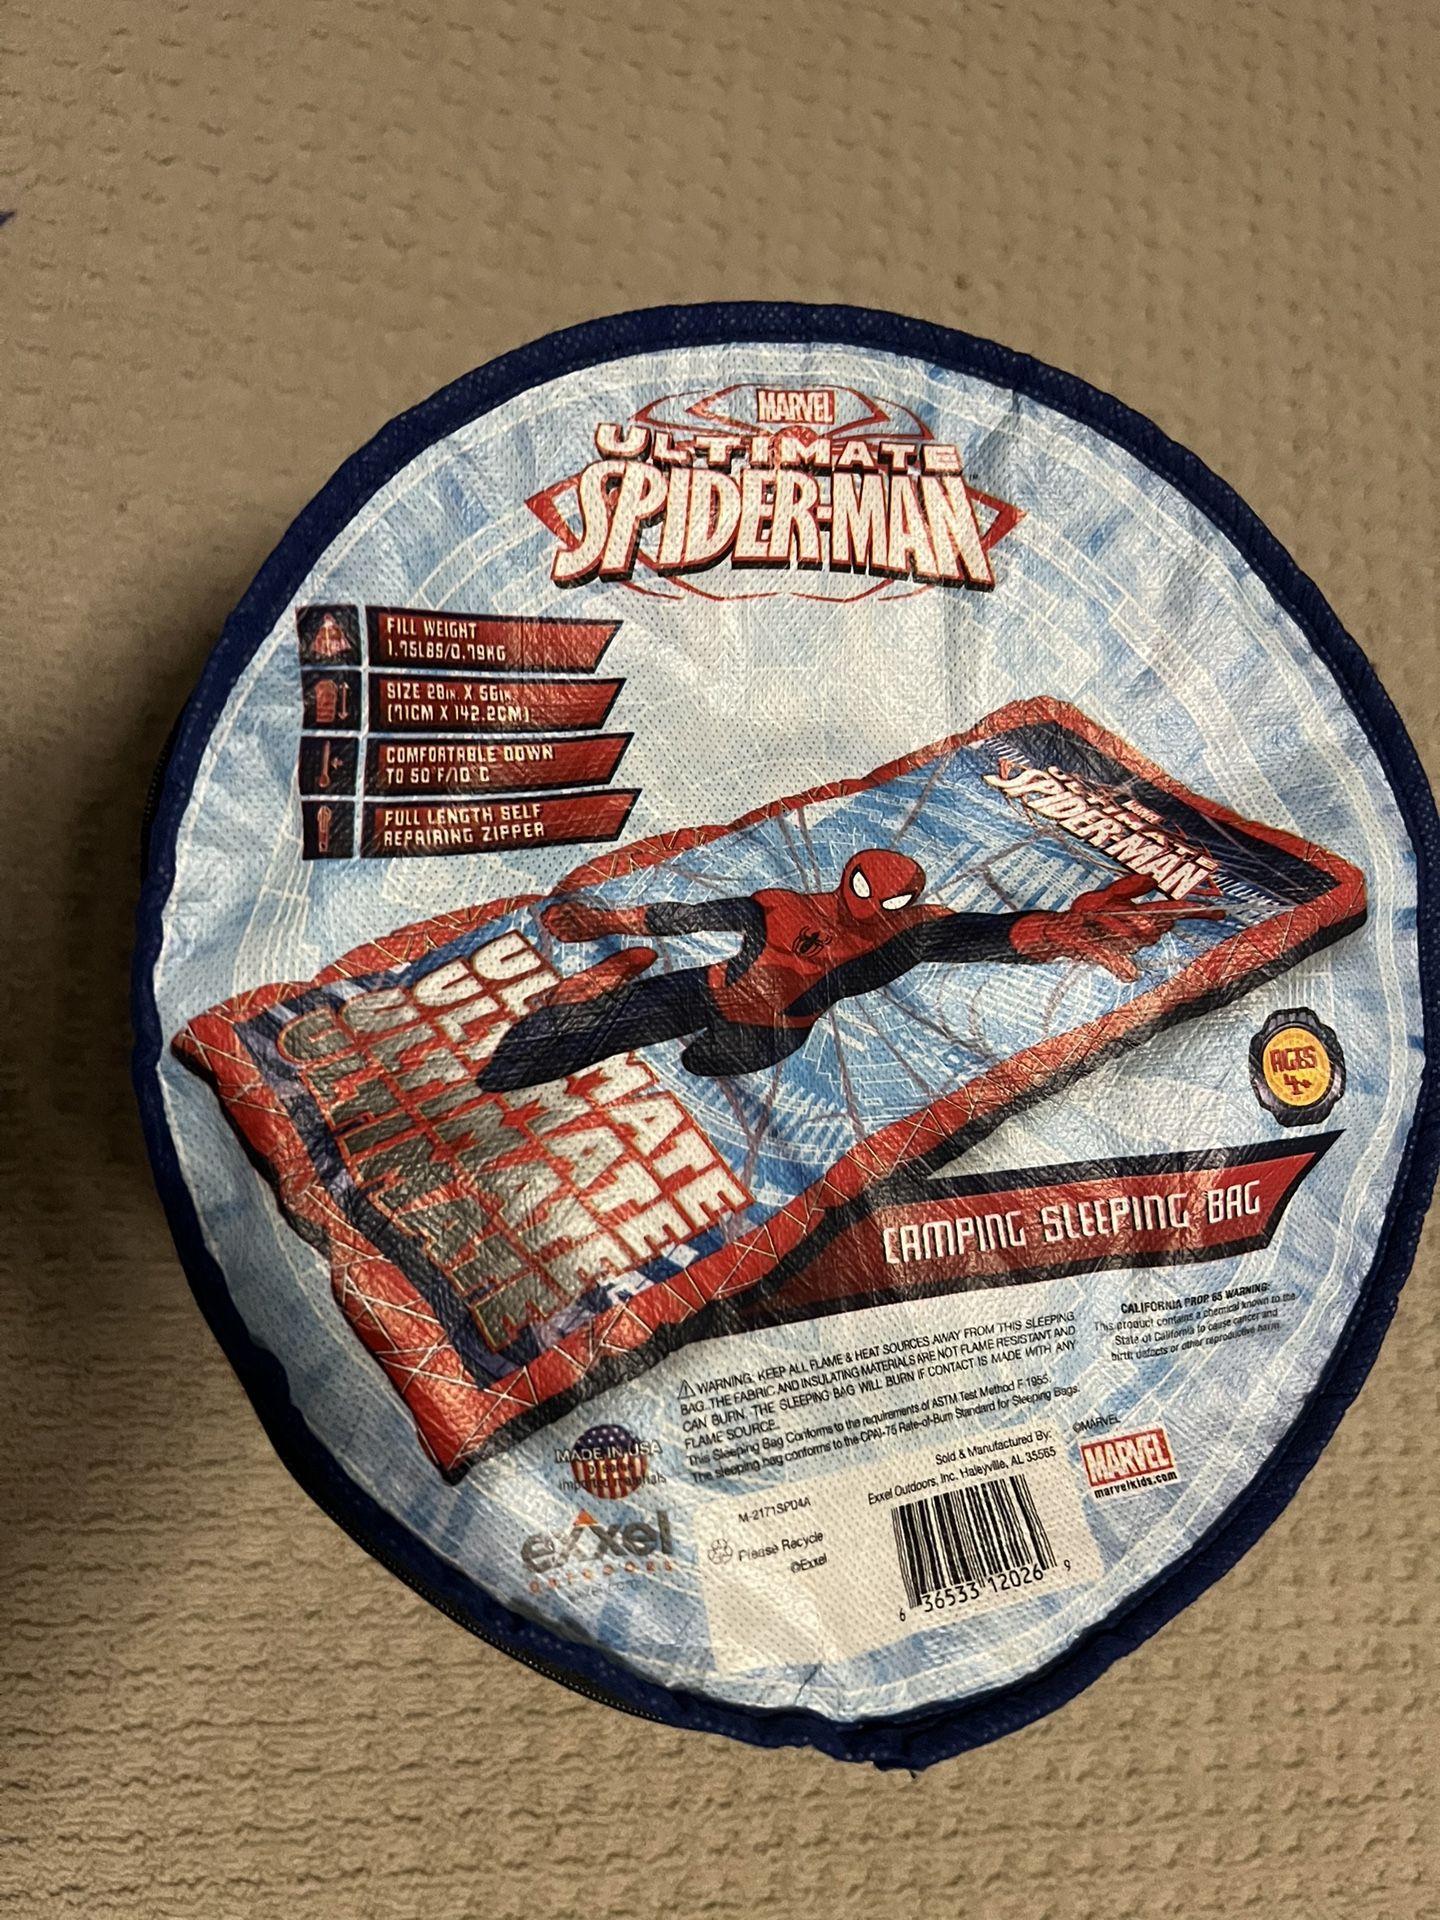 MARVEL
ULTIMATE
SPIDER-MAN
TM
FILL WEIGHT
1.75LBS/0.79KG
SIZE 28IN. X 56IN.
(71CM X 142.2CM)
COMFORTABLE DOWN
TO 50°F/10°C
FULL LENGTH SELF
REPAIRING ZIPPER
ULTIMATE
SPIDER-MAN
ULTIMATE
ULTIMATE
ULTIMATE
ULTIMATE
AGES
4+
CAMPING SLEEPING BAG
CALIFORNIA PROP 65 WARNING:
This product contains a chemical known to the
State of California to cause cancer and
birth defects or other reproductive harm.
⚠ WARNING: KEEP ALL FLAME & HEAT SOURCES AWAY FROM THIS SLEEPING
BAG. THE FABRIC AND INSULATING MATERIALS ARE NOT FLAME RESISTANT AND
CAN BURN. THE SLEEPING BAG WILL BURN IF CONTACT IS MADE WITH ANY
FLAME SOURCE.
This Sleeping Bag Conforms to the requirements of ASTM Test Method F 1955.
The sleeping bag conforms to the CPAI-75 Rate-of-Burn Standard for Sleeping Bags.
MADE IN USA
imported materials
exxel
OUTDOORS
M-2171SPD4A
Please Recycle
©Exxel
Sold & Manufactured By:
Exxel Outdoors, Inc. Haleyville, AL 35565
6 36533 12026 9
©MARVEL
MARVEL
marvelkids.com